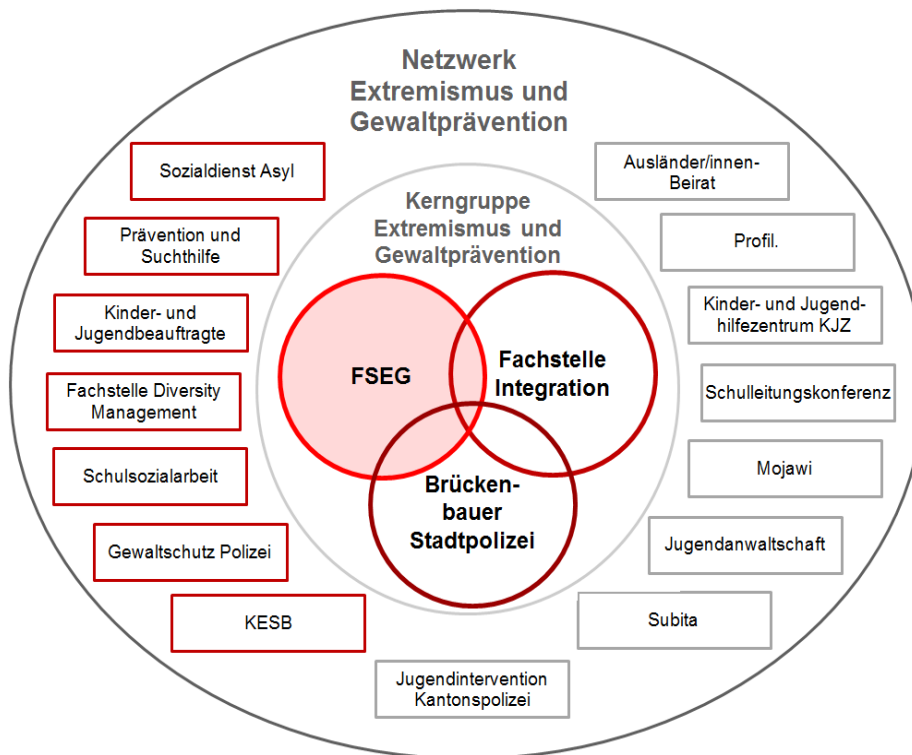 Netzwerk
Extremismus und
Gewaltprävention
Sozialdienst Asyl
Prävention und
Suchthilfe
Kinder- und
Jugendbeauftragte
Fachstelle Diversity
Management
Schulsozialarbeit
Gewaltschutz Polizei
KESB
Kerngruppe
Extremismus und
Gewaltprävention
FSEG
Fachstelle
Integration
Brücken-
bauer
Stadtpolizei
Ausländer/innen-
Beirat
Profil.
Kinder- und Jugend-
hilfezentrum KJZ
Schulleitungskonferenz
Mojawi
Jugendanwaltschaft
Subita
Jugendintervention
Kantonspolizei